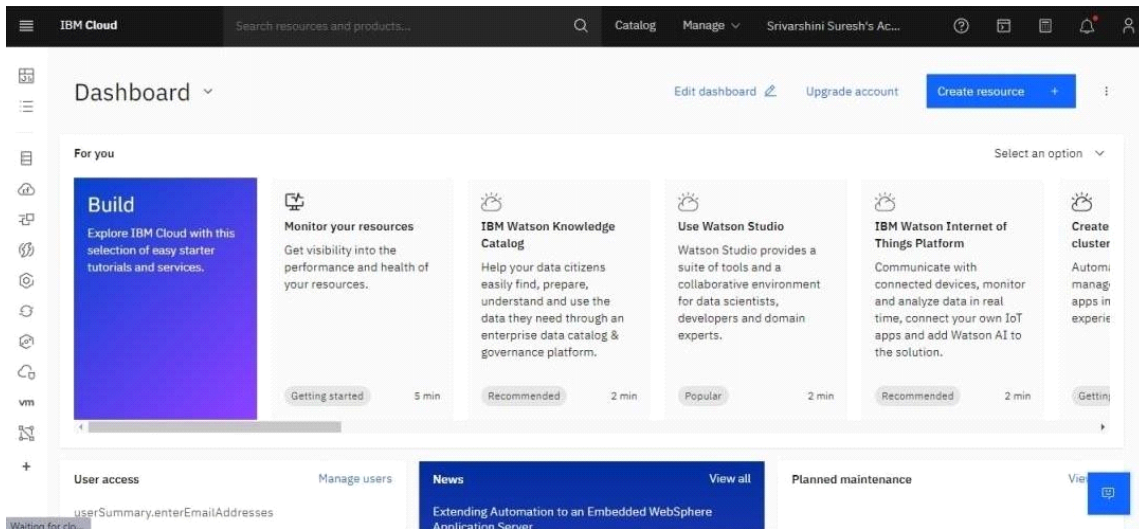 IBM Cloud
Search resources and products...
Catalog
Manage
Srivarshini Suresh's Ac...
Dashboard
Edit dashboard
Upgrade account
Create resource +
For you
Select an option
Build
Explore IBM Cloud with this
selection of easy starter
tutorials and services.
Monitor your resources
Get visibility into the
performance and health of
your resources.
Getting started
5 min
IBM Watson Knowledge
Catalog
Help your data citizens
easily find, prepare,
understand and use the
data they need through an
enterprise data catalog &
governance platform.
Recommended
2 min
Use Watson Studio
Watson Studio provides a
suite of tools and a
collaborative environment
for data scientists,
developers and domain
experts.
Popular
2 min
IBM Watson Internet of
Things Platform
Communicate with
connected devices, monitor
and analyze data in real
time, connect your own IoT
apps and add Watson AI to
the solution.
Recommended
2 min
Create
cluster
apps in
vm
User access
Manage users
userSummary.enterEmailAddresses
News
View all
Extending Automation to an Embedded WebSphere
Application Server
Planned maintenance
Waiting for clo...